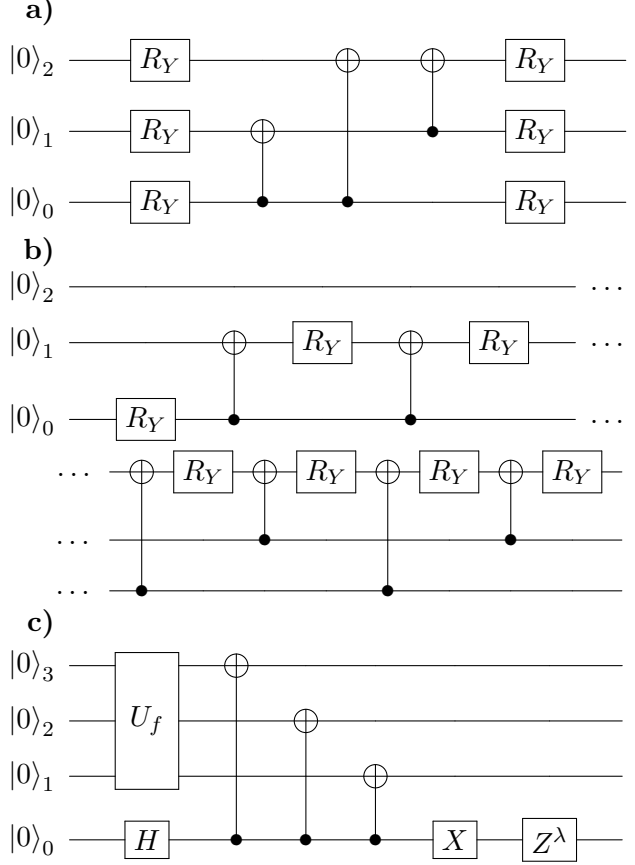 a)
|0⟩₂ R_Y R_Y
|0⟩₁ R_Y R_Y
|0⟩₀ R_Y R_Y
b)
|0⟩₂ ...
|0⟩₁ R_Y R_Y ...
|0⟩₀ R_Y ...
... R_Y R_Y R_Y R_Y
...
...
c)
|0⟩₃
|0⟩₂ U_f
|0⟩₁
|0⟩₀ H X Z^λ